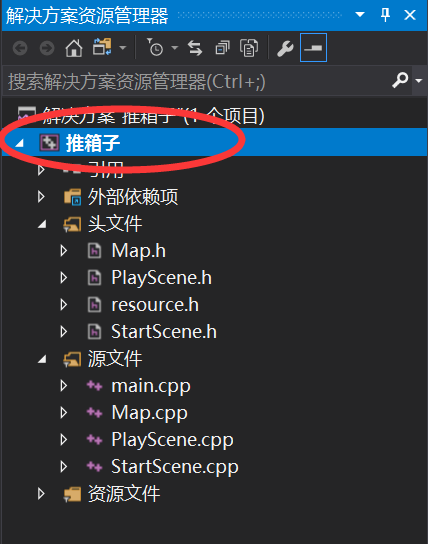 解决方案资源管理器
搜索解决方案资源管理器(Ctrl+;)
解决方案"推箱子"(1 个项目)
推箱子
引用
外部依赖项
头文件
Map.h
PlayScene.h
resource.h
StartScene.h
源文件
main.cpp
Map.cpp
PlayScene.cpp
StartScene.cpp
资源文件